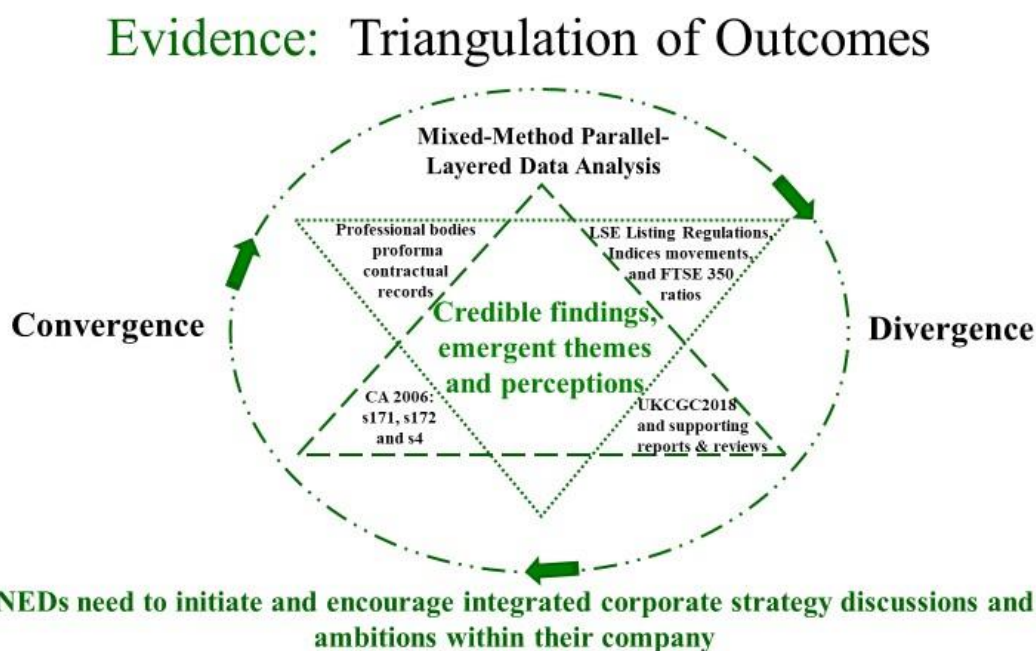 Evidence: Triangulation of Outcomes
Mixed-Method Parallel-
Layered Data Analysis
Professional bodies
proforma
contractual
records
LSE Listing Regulations,
Indices movements,
and FTSE 350
ratios
Convergence
Credible findings,
emergent themes
and perceptions
Divergence
CA 2006:
s171, s172
and s4
UKCGC2018
and supporting
reports & reviews
NEDs need to initiate and encourage integrated corporate strategy discussions and
ambitions within their company